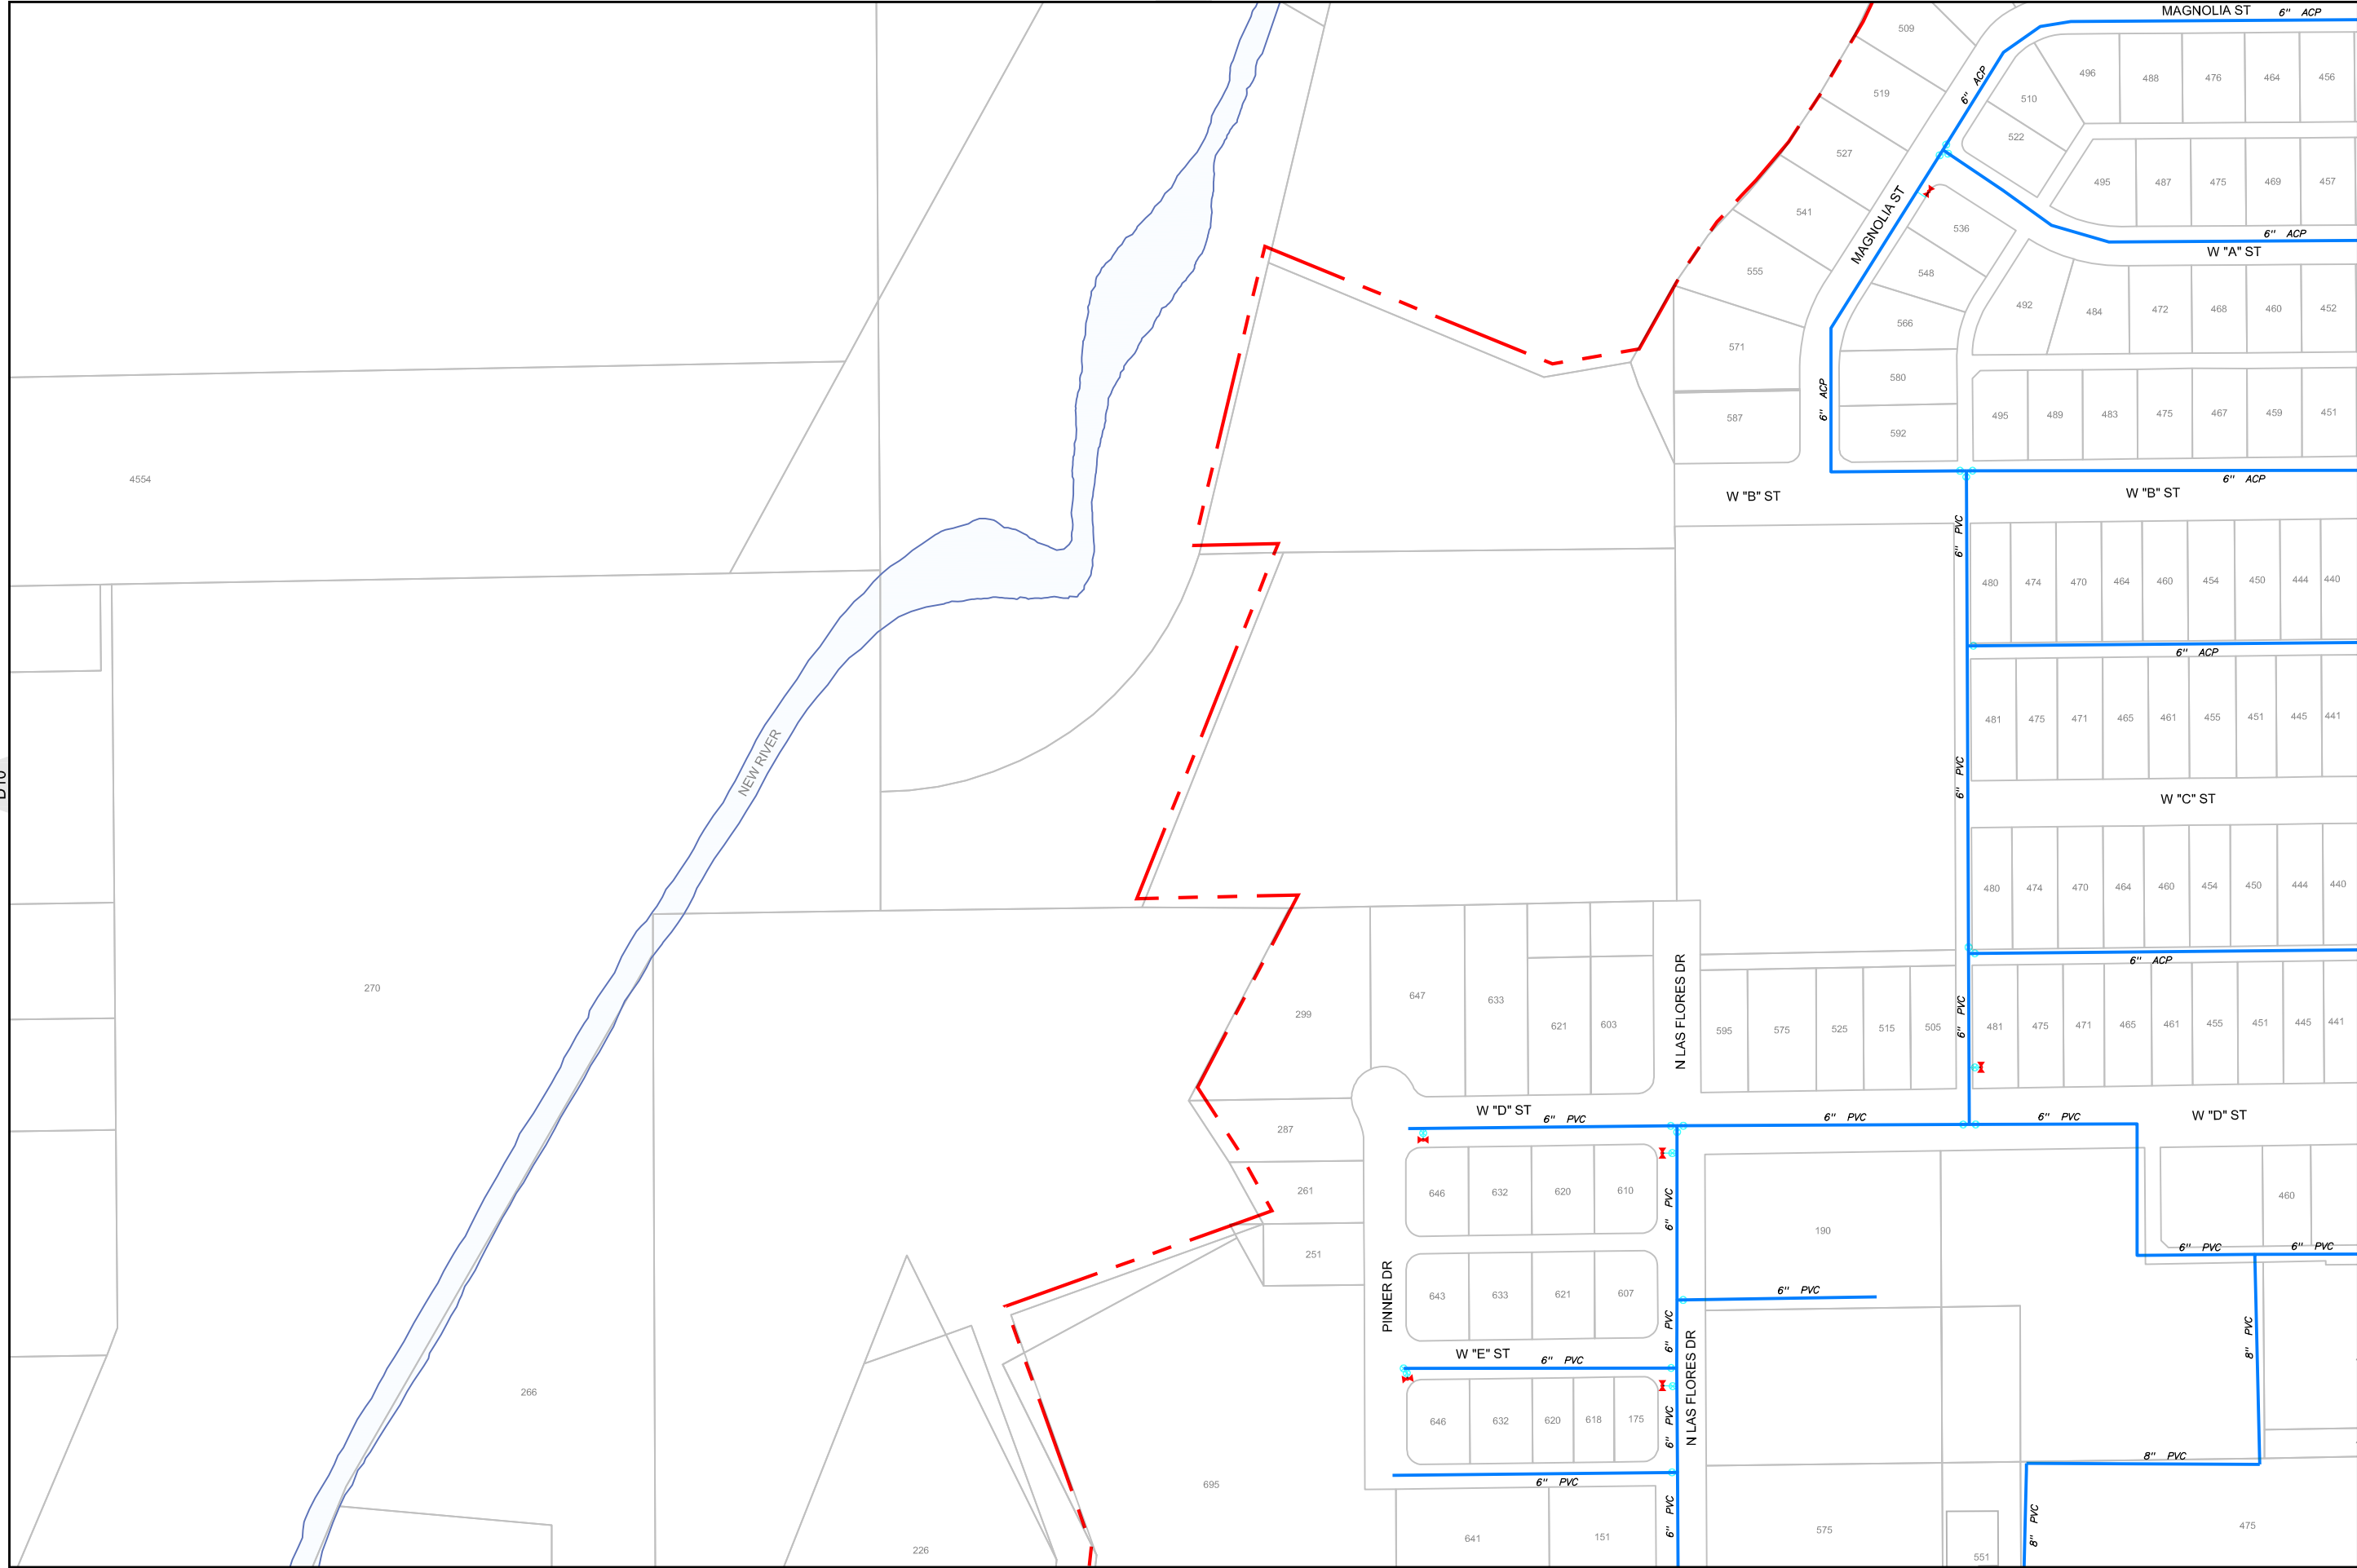 MAGNOLIA ST 6" ACP
509
496 488 476 464 456
519 6" ACP 510
522
527
495 487 475 469 457
541 MAGNOLIA ST 536
6" ACP
W "A" ST
555 548
492 484 472 468 460 452
566
571
580
6" ACP
587 592 495 489 483 475 467 459 451
4554
6" ACP
W "B" ST W "B" ST
6" PVC
480 474 470 464 460 454 450 444 440
6" ACP
481 475 471 465 461 455 451 445 441
NEW RIVER
6" PVC
W "C" ST
480 474 470 464 460 454 450 444 440
6" ACP
270
647 633 N LAS FLORES DR
299
621 603 595 575 525 515 505 6" PVC 481 475 471 465 461 455 451 445 441
W "D" ST 6" PVC 6" PVC 6" PVC W "D" ST
287
261 646 632 620 610 6" PVC 460
190
251 6" PVC 6" PVC
PINNER DR 643 633 621 607 6" PVC
6" PVC
W "E" ST 6" PVC 8" PVC
266
646 632 620 618 175 6" PVC N LAS FLORES DR
8" PVC
695 6" PVC
226 641 151 6" PVC 575 8" PVC 475
551